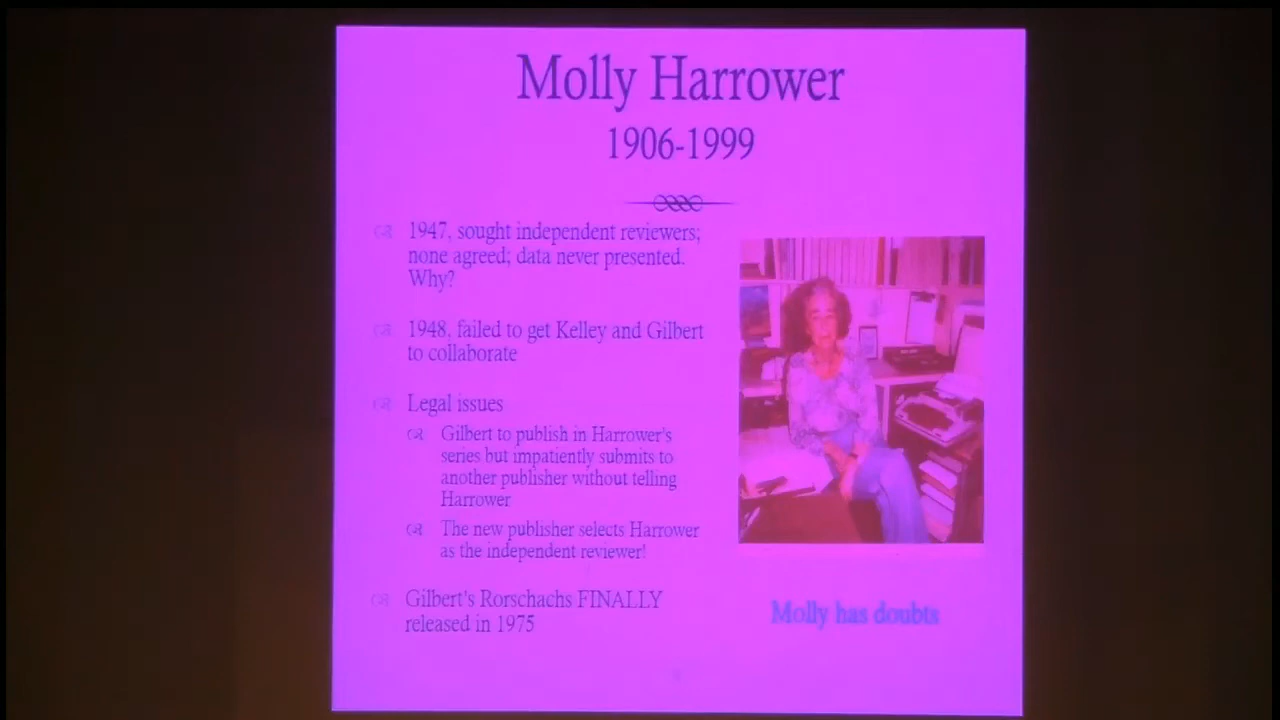 Molly Harrower
1906-1999
1947, sought independent reviewers;
none agreed; data never presented.
Why?
1948, failed to get Kelley and Gilbert
to collaborate
Legal issues
Gilbert to publish in Harrower's
series but impatiently submits to
another publisher without telling
Harrower
The new publisher selects Harrower
as the independent reviewer!
Gilbert's Rorschachs FINALLY
released in 1975
Molly has doubts